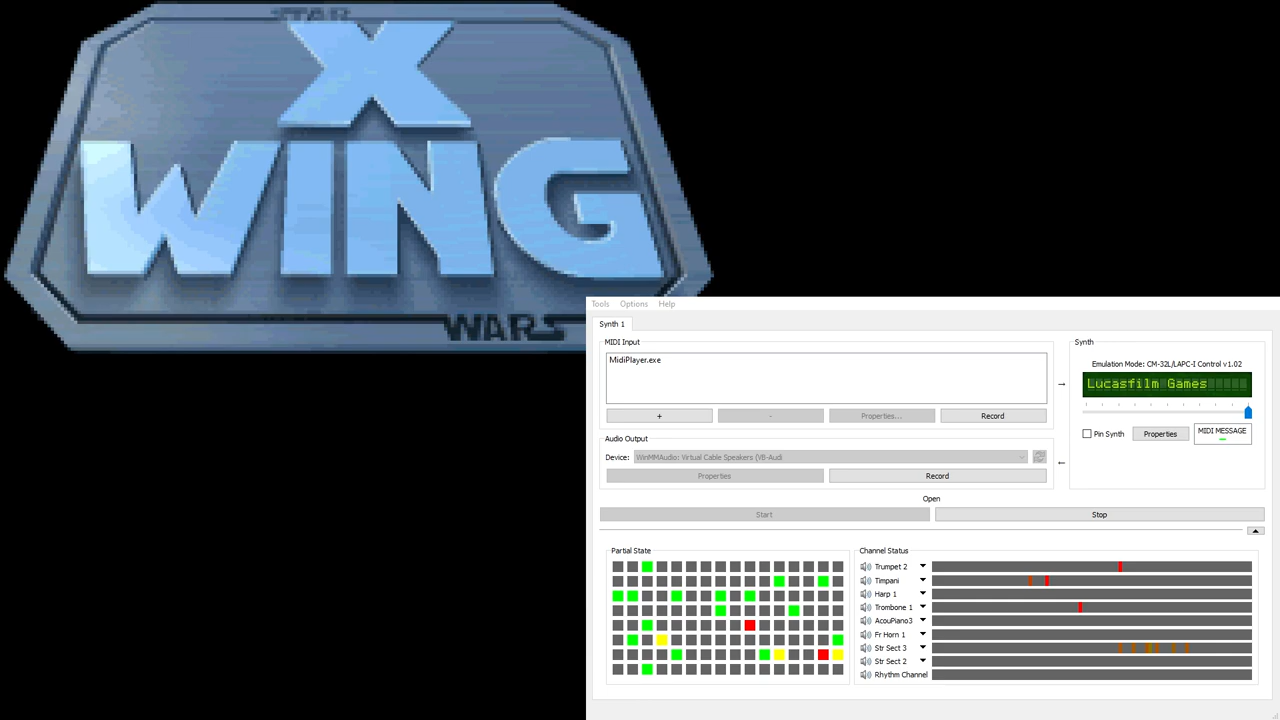 STAR
X
WING
WARS
Tools Options Help
Synth 1
MIDI Input
MidiPlayer.exe
+ - Properties... Record
Audio Output
Device: WinMMAudio: Virtual Cable Speakers (VB-Audi
Properties Record
Synth
Emulation Mode: CM-32L/LAPC-I Control v1.02
Lucasfilm Games
Pin Synth Properties MIDI MESSAGE
Open
Start Stop
Partial State
Channel Status
Trumpet 2
Timpani
Harp 1
Trombone 1
AcouPiano3
Fr Horn 1
Str Sect 3
Str Sect 2
Rhythm Channel